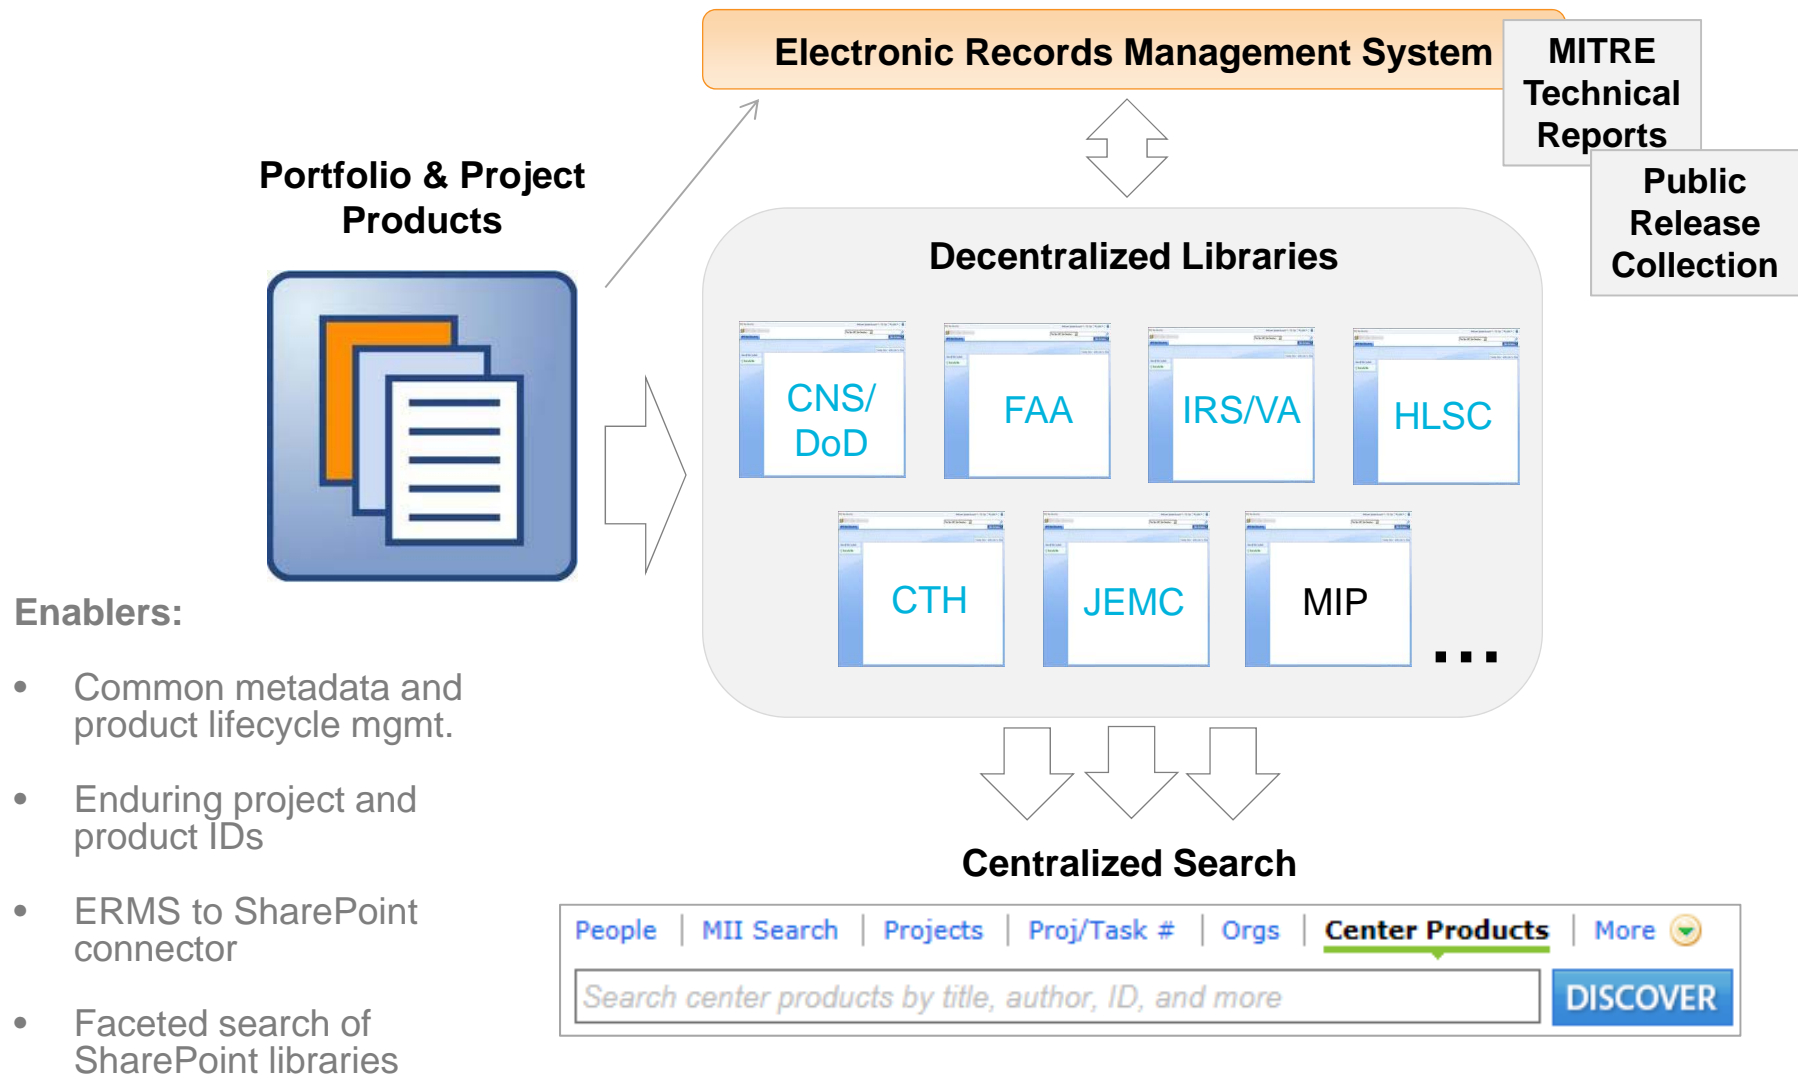 Electronic Records Management System
MITRE
Technical
Reports
Public
Release
Collection
Portfolio & Project
Products
Decentralized Libraries
CNS/
DoD
FAA
IRS/VA
HLSC
CTH
JEMC
MIP
...
Enablers:
• Common metadata and
product lifecycle mgmt.
• Enduring project and
product IDs
• ERMS to SharePoint
connector
• Faceted search of
SharePoint libraries
Centralized Search
People | MII Search | Projects | Proj/Task # | Orgs | Center Products | More
Search center products by title, author, ID, and more
DISCOVER